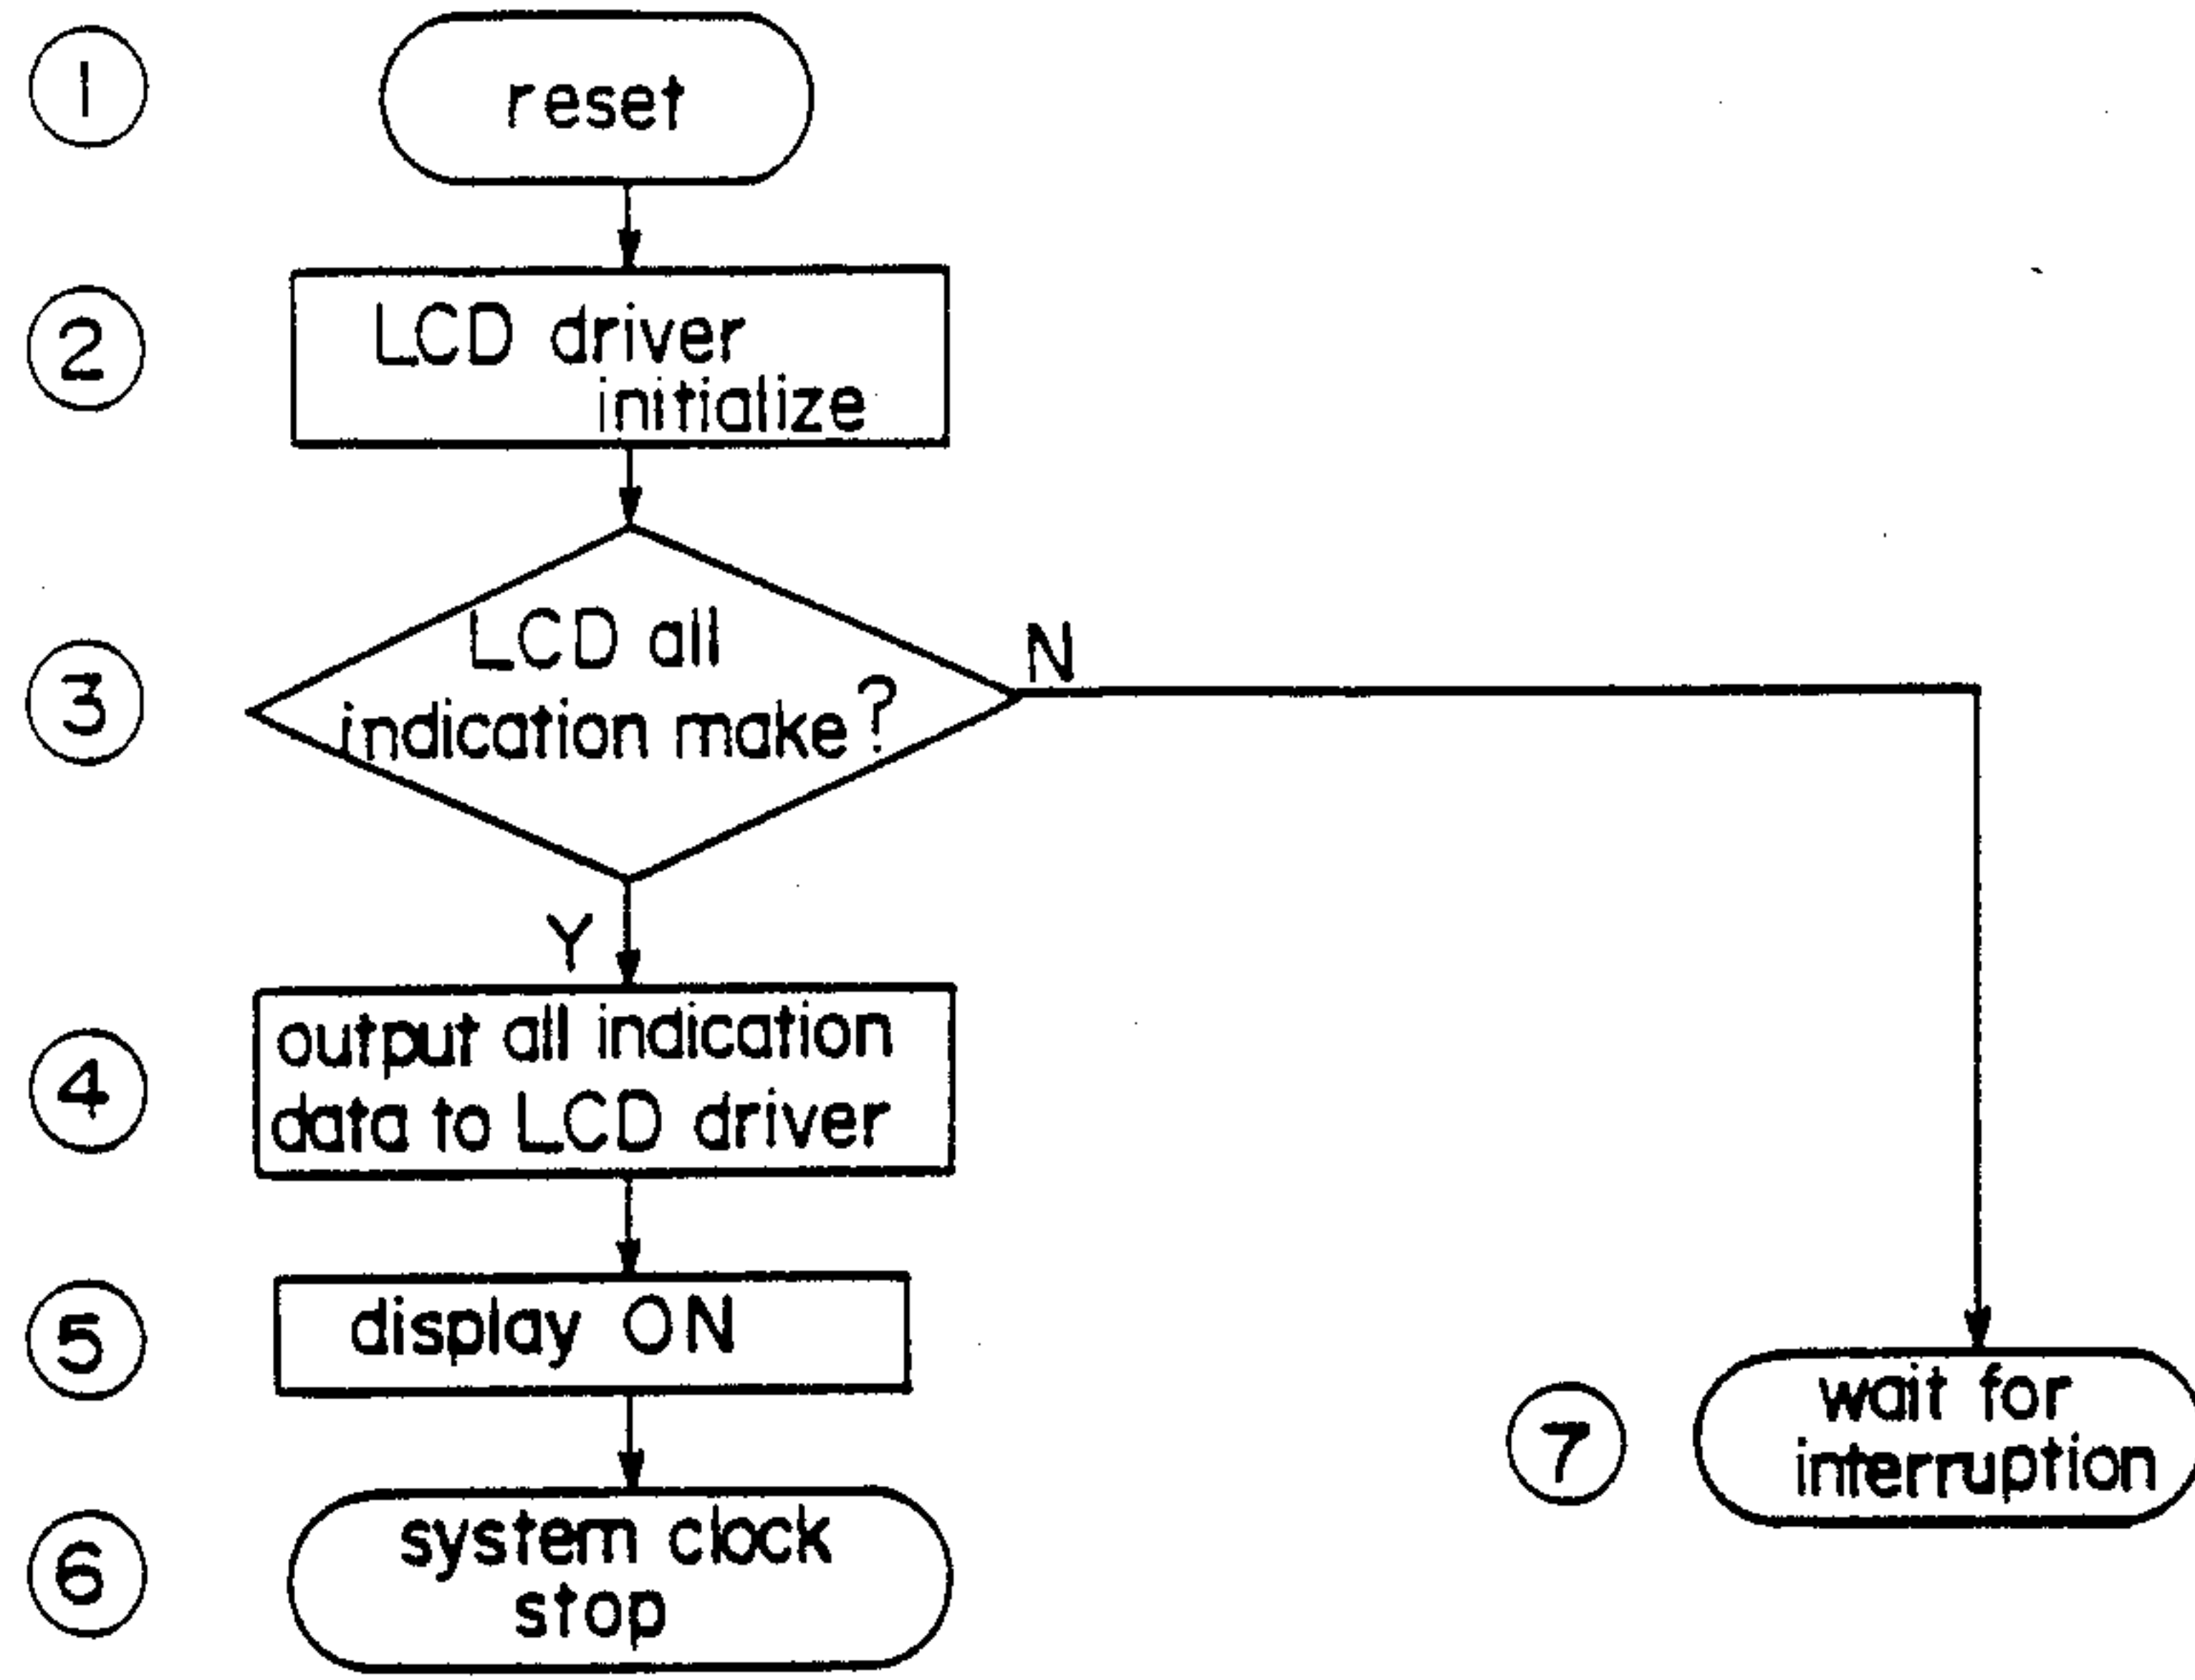 1
reset
2
LCD driver
initialize
3
LCD all
indication make?
N
Y
4
output all indication
data to LCD driver
5
display ON
7
wait for
interruption
6
system clock
stop